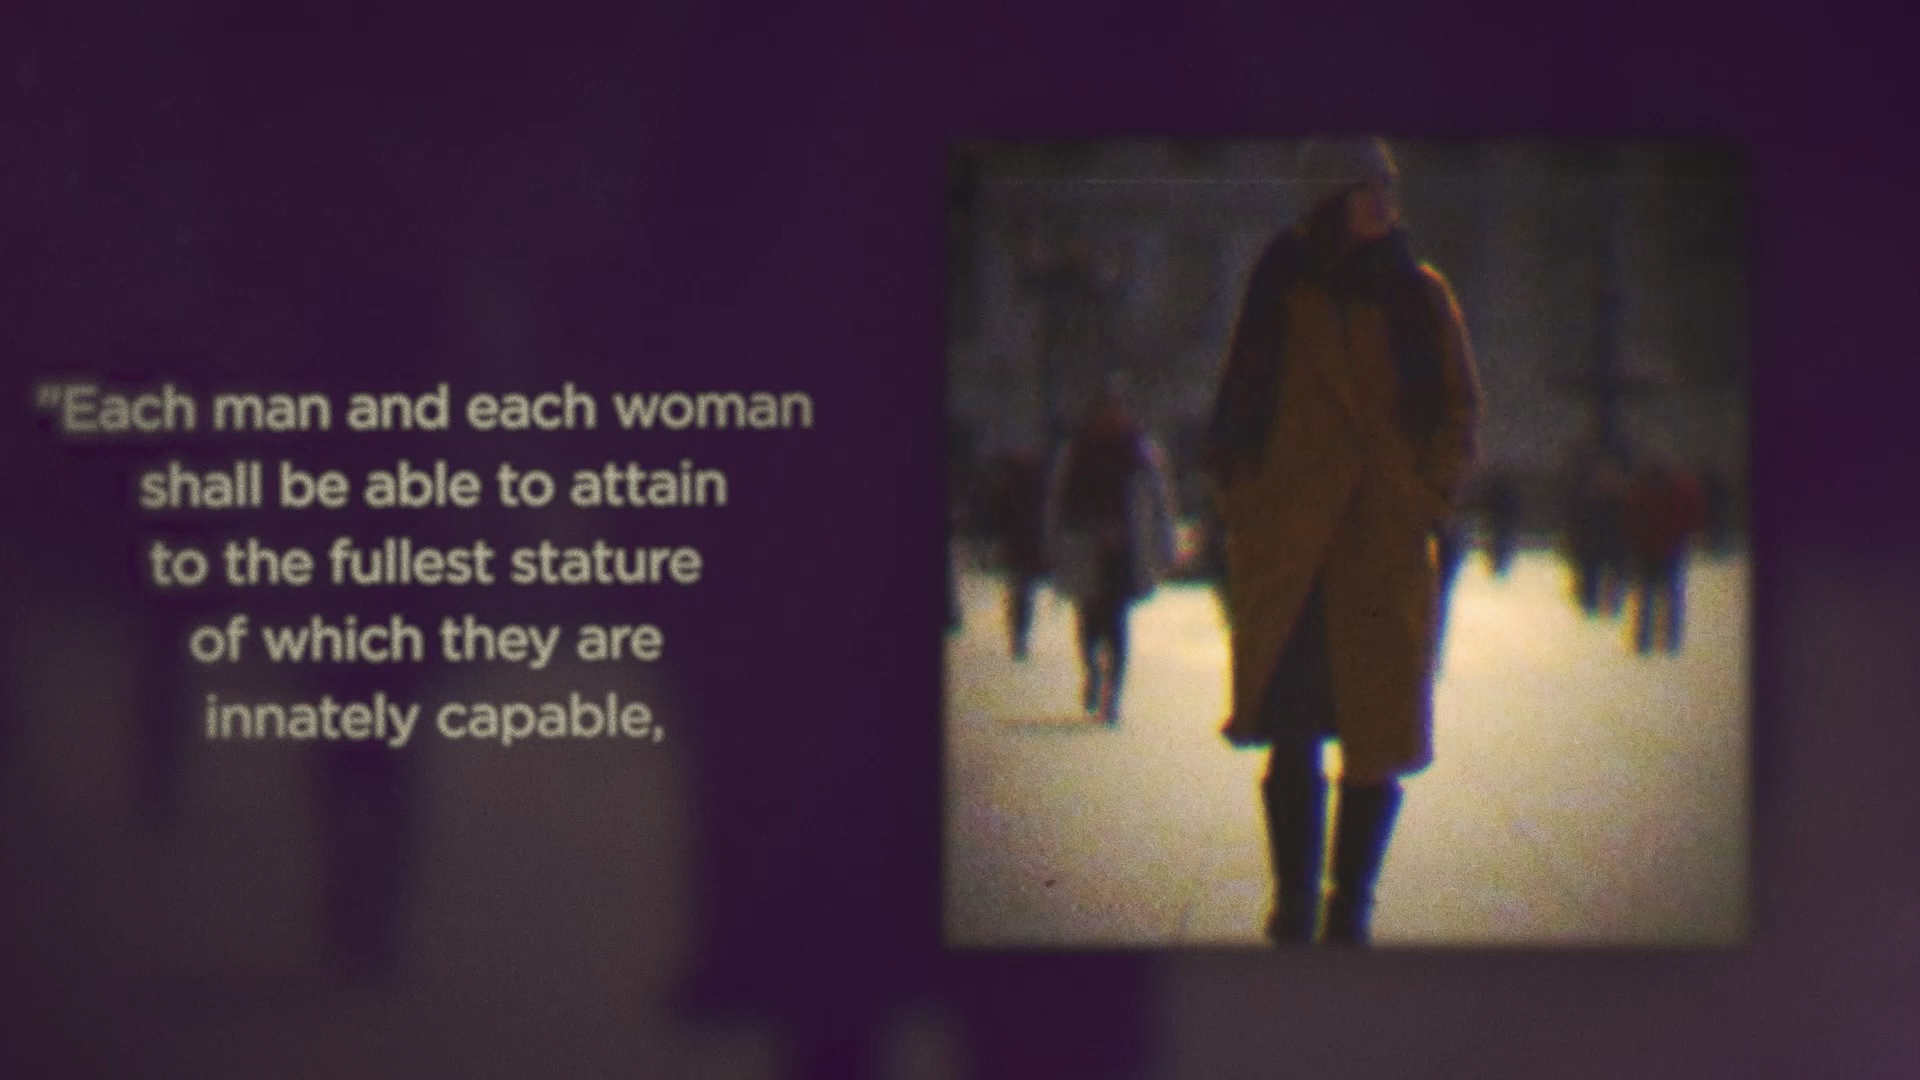 "Each man and each woman
shall be able to attain
to the fullest stature
of which they are
innately capable,